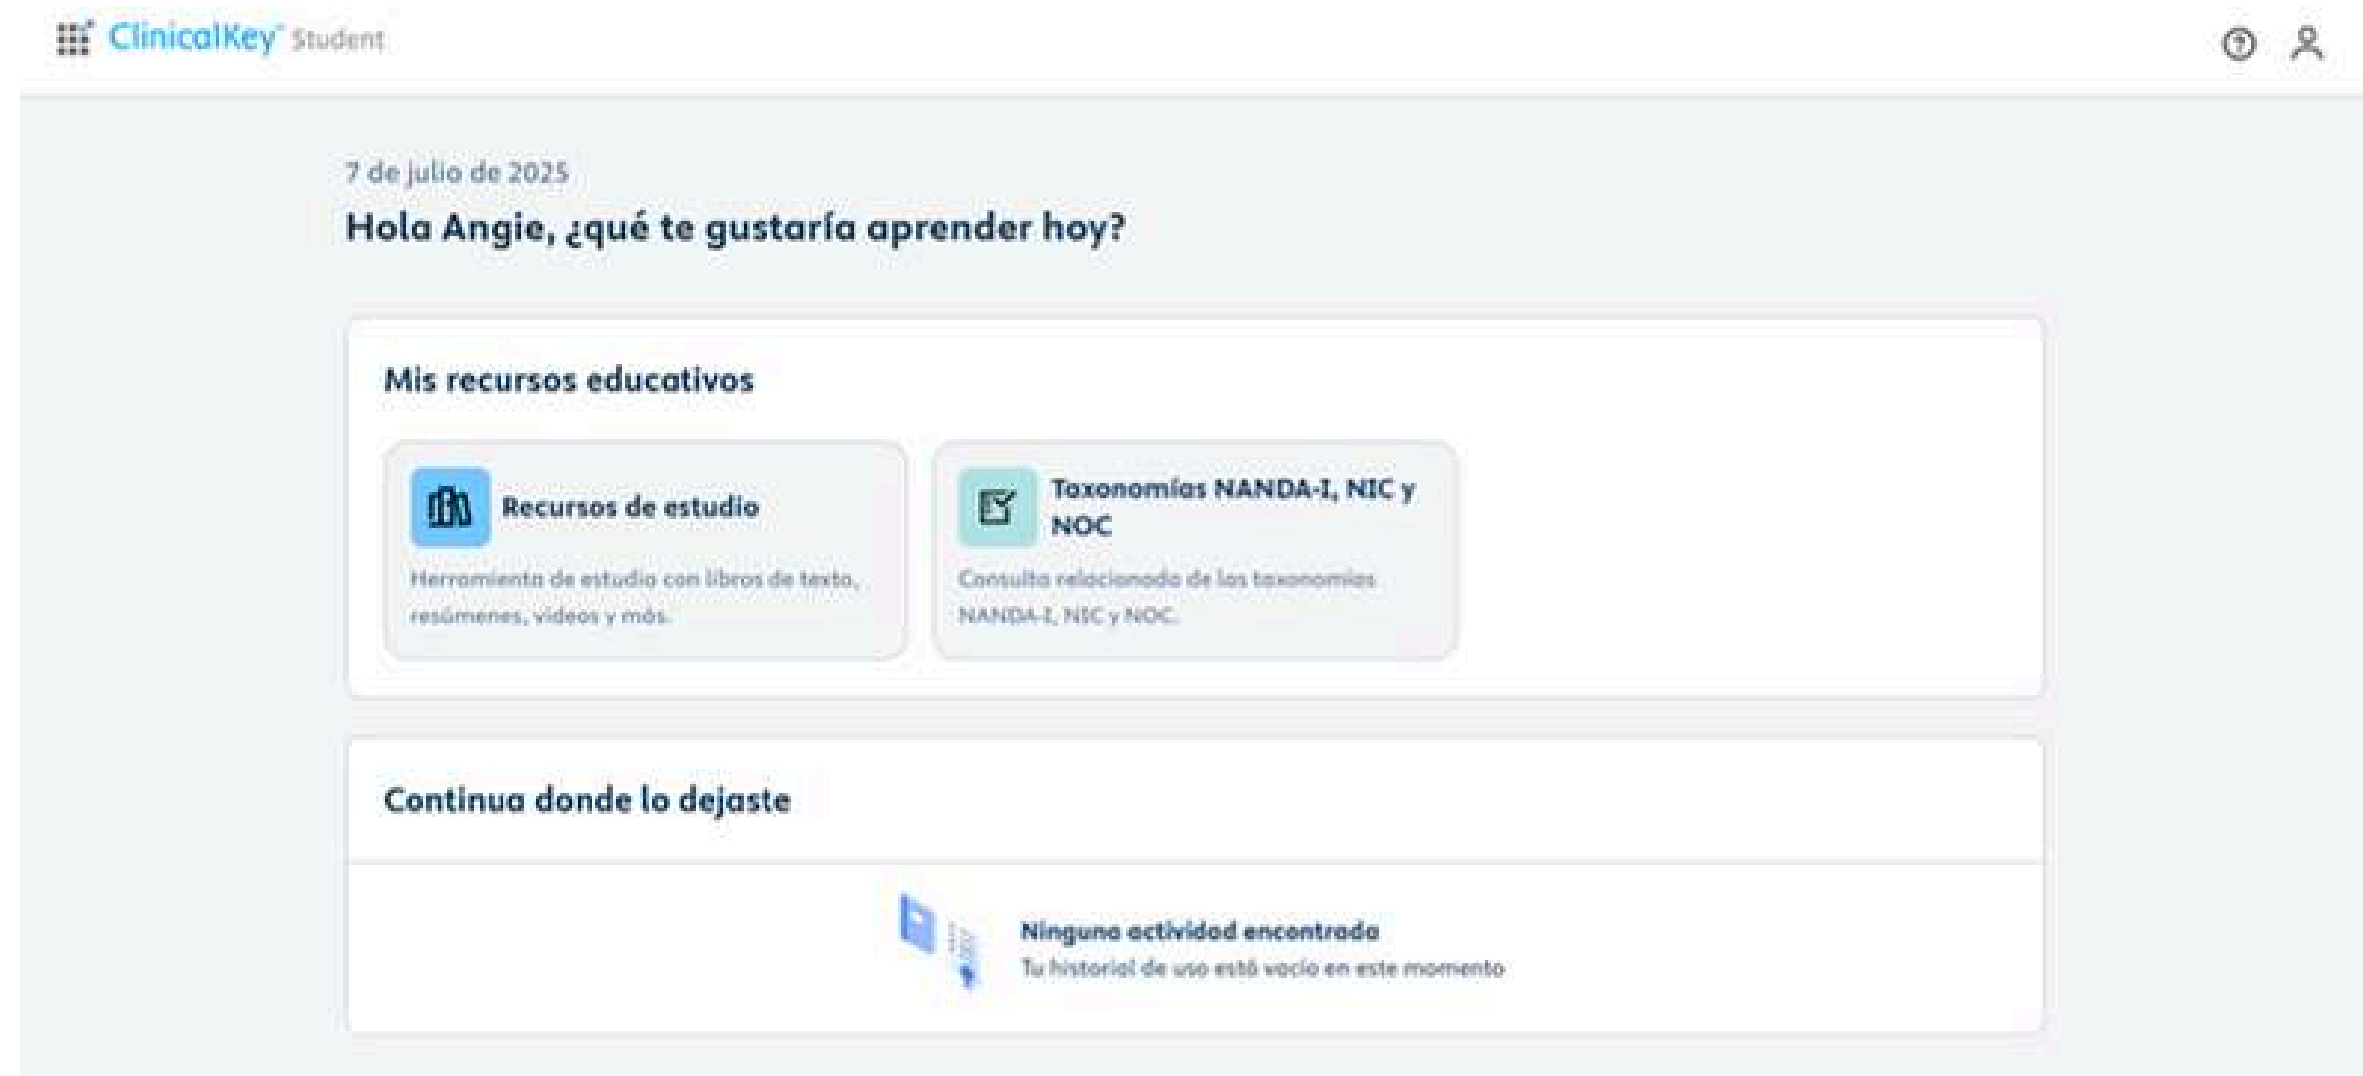 ClinicalKey® Student
7 de julio de 2025
Hola Angie, ¿qué te gustaría aprender hoy?
Mis recursos educativos
Recursos de estudio
Herramienta de estudio con libros de texto,
resúmenes, vídeos y más.
Taxonomías NANDA-I, NIC y
NOC
Consulta relacionada de las taxonomías
NANDA-I, NIC y NOC.
Continua donde lo dejaste
Ninguna actividad encontrada
Tu historial de uso está vacío en este momento